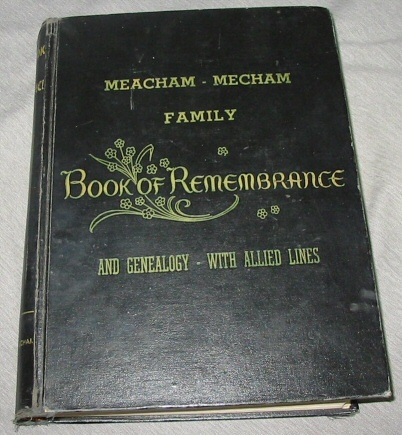 MEACHAM - MECHAM
FAMILY
BOOK OF REMEMBRANCE
AND GENEALOGY - WITH ALLIED LINES